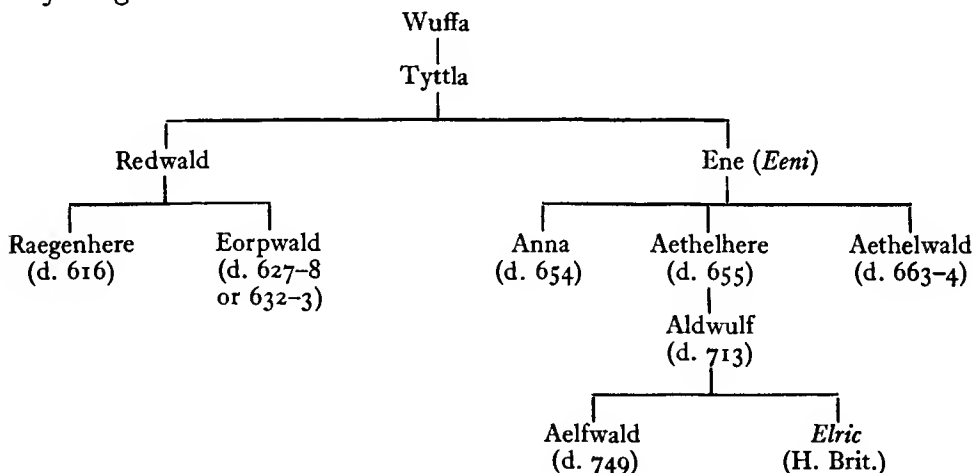 Wuffa
Tyttla
Redwald Ene (Eeni)
Raegenhere Eorpwald Anna Aethelhere Aethelwald
(d. 616) (d. 627–8 (d. 654) (d. 655) (d. 663–4)
or 632–3)
Aldwulf
(d. 713)
Aelfwald Elric
(d. 749) (H. Brit.)